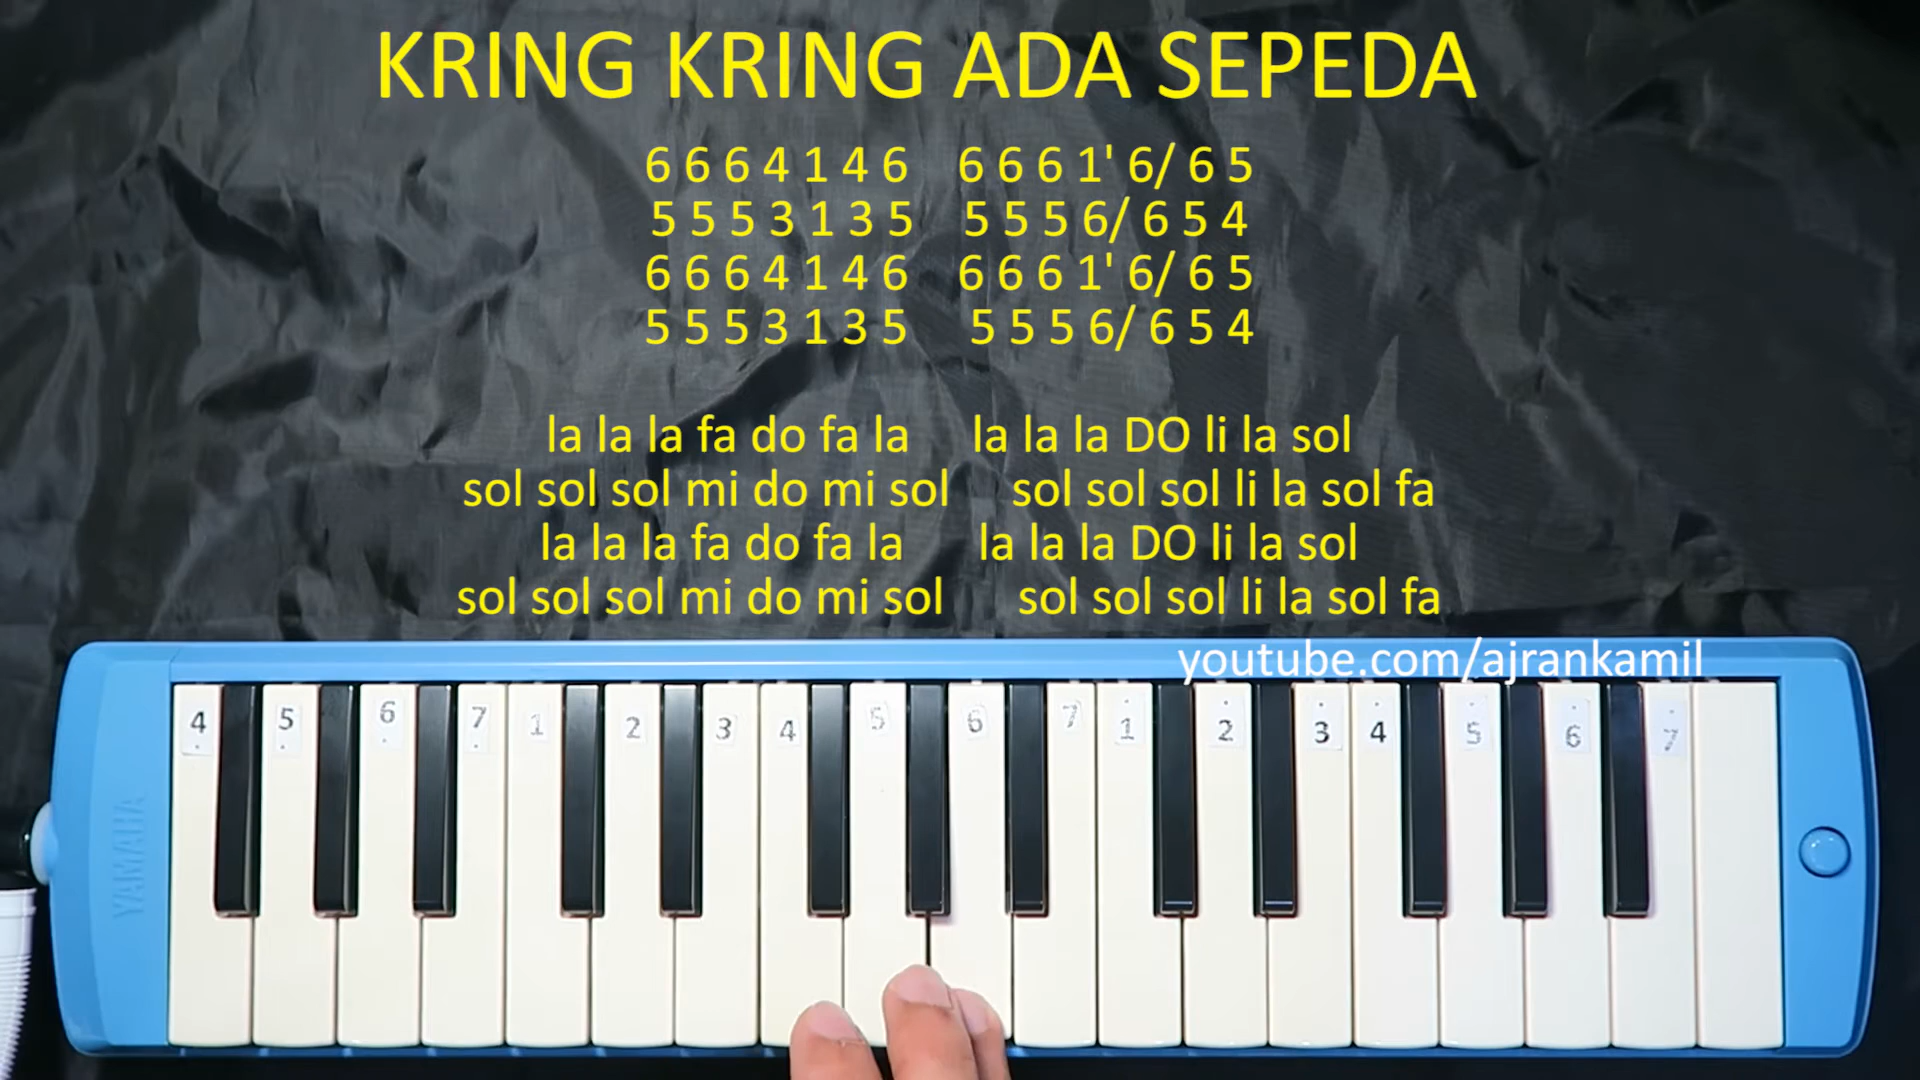 KRING KRING ADA SEPEDA
6 6 6 4 1 4 6    6 6 6 1' 6/ 6 5
5 5 5 3 1 3 5    5 5 5 6/ 6 5 4
6 6 6 4 1 4 6    6 6 6 1' 6/ 6 5
5 5 5 3 1 3 5    5 5 5 6/ 6 5 4
la la la fa do fa la    la la la DO li la sol
sol sol sol mi do mi sol    sol sol sol li la sol fa
la la la fa do fa la    la la la DO li la sol
sol sol sol mi do mi sol    sol sol sol li la sol fa
youtube.com/ajrankamil
4 5 6 7 1 2 3 4 5 6 7 1 2 3 4 5 6 7
YAMAHA